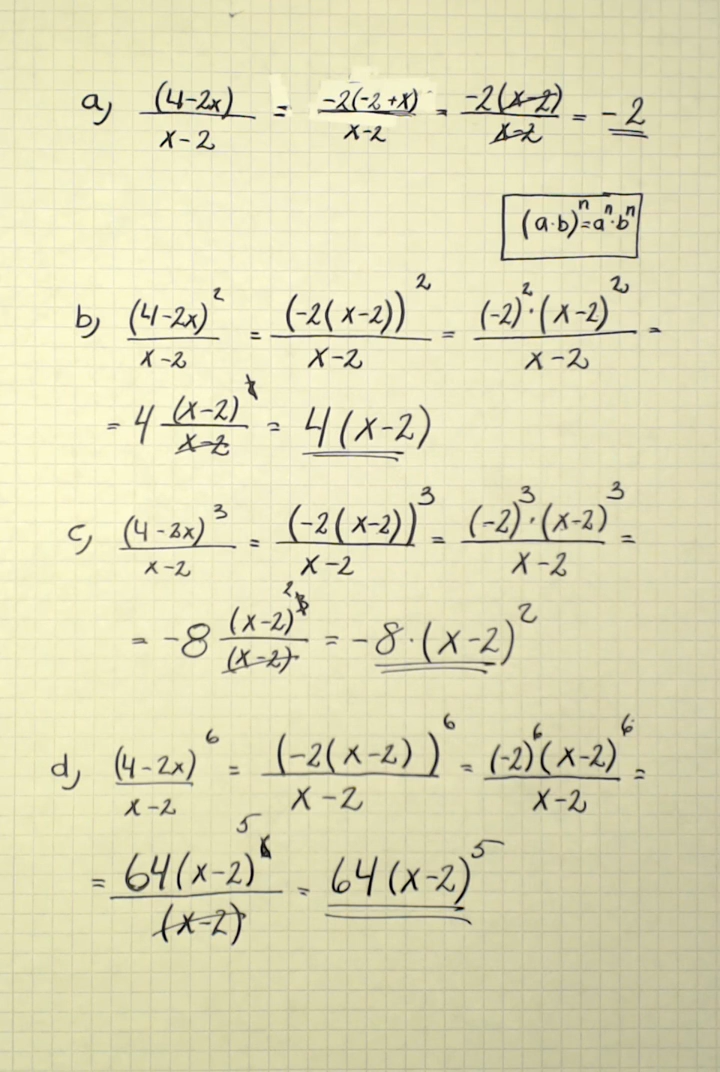 a) (4-2x)/(x-2) = -2(-2+x)/(x-2) = -2(x-2)/(x-2) = -2
(a·b)^n = a^n·b^n
b) (4-2x)^2/(x-2) = (-2(x-2))^2/(x-2) = (-2)^2·(x-2)^2/(x-2) =
= 4 (x-2)/(x-2) = 4(x-2)
c) (4-2x)^3/(x-2) = (-2(x-2))^3/(x-2) = (-2)^3·(x-2)^3/(x-2) =
= -8 (x-2)^2/(x-2) = -8·(x-2)^2
d) (4-2x)^6/(x-2) = (-2(x-2))^6/(x-2) = (-2)^6(x-2)^6/(x-2) =
= 64(x-2)^5/(x-2) = 64(x-2)^5